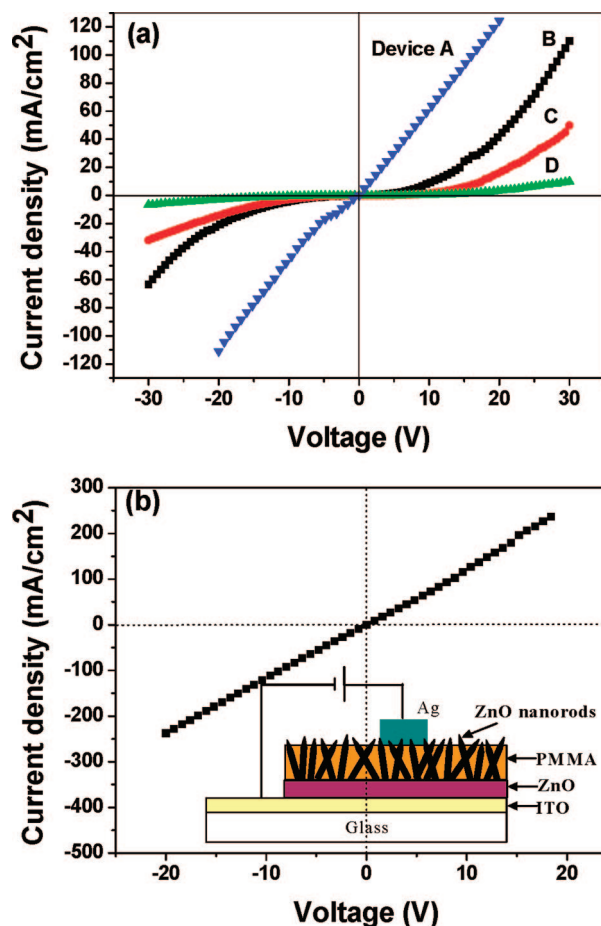 (a)
Device A
B
C
D
Current density (mA/cm²)
120
100
80
60
40
20
0
-20
-40
-60
-80
-100
-120
-30
-20
-10
0
10
20
30
Voltage (V)
(b)
Current density (mA/cm²)
300
200
100
0
-100
-200
-300
-400
-500
Ag
ZnO nanorods
PMMA
ZnO
ITO
Glass
-20
-10
0
10
20
Voltage (V)